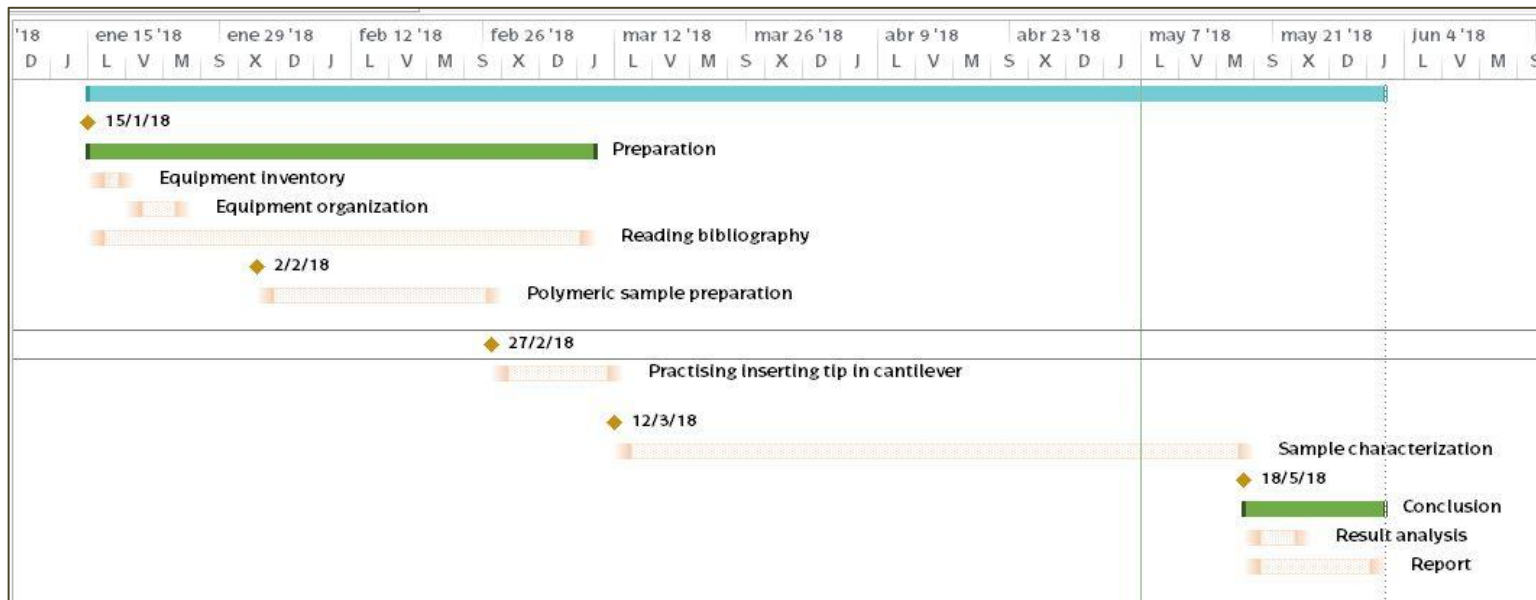 '18 ene 15 '18 ene 29 '18 feb 12 '18 feb 26 '18 mar 12 '18 mar 26 '18 abr 9 '18 abr 23 '18 may 7 '18 may 21 '18 jun 4 '18
D J L V M S X D J L V M S X D J L V M S X D J L V M S X D J L V M S X D J L V M S
15/1/18
Preparation
Equipment inventory
Equipment organization
Reading bibliography
2/2/18
Polymeric sample preparation
27/2/18
Practising inserting tip in cantilever
12/3/18
Sample characterization
18/5/18
Conclusion
Result analysis
Report